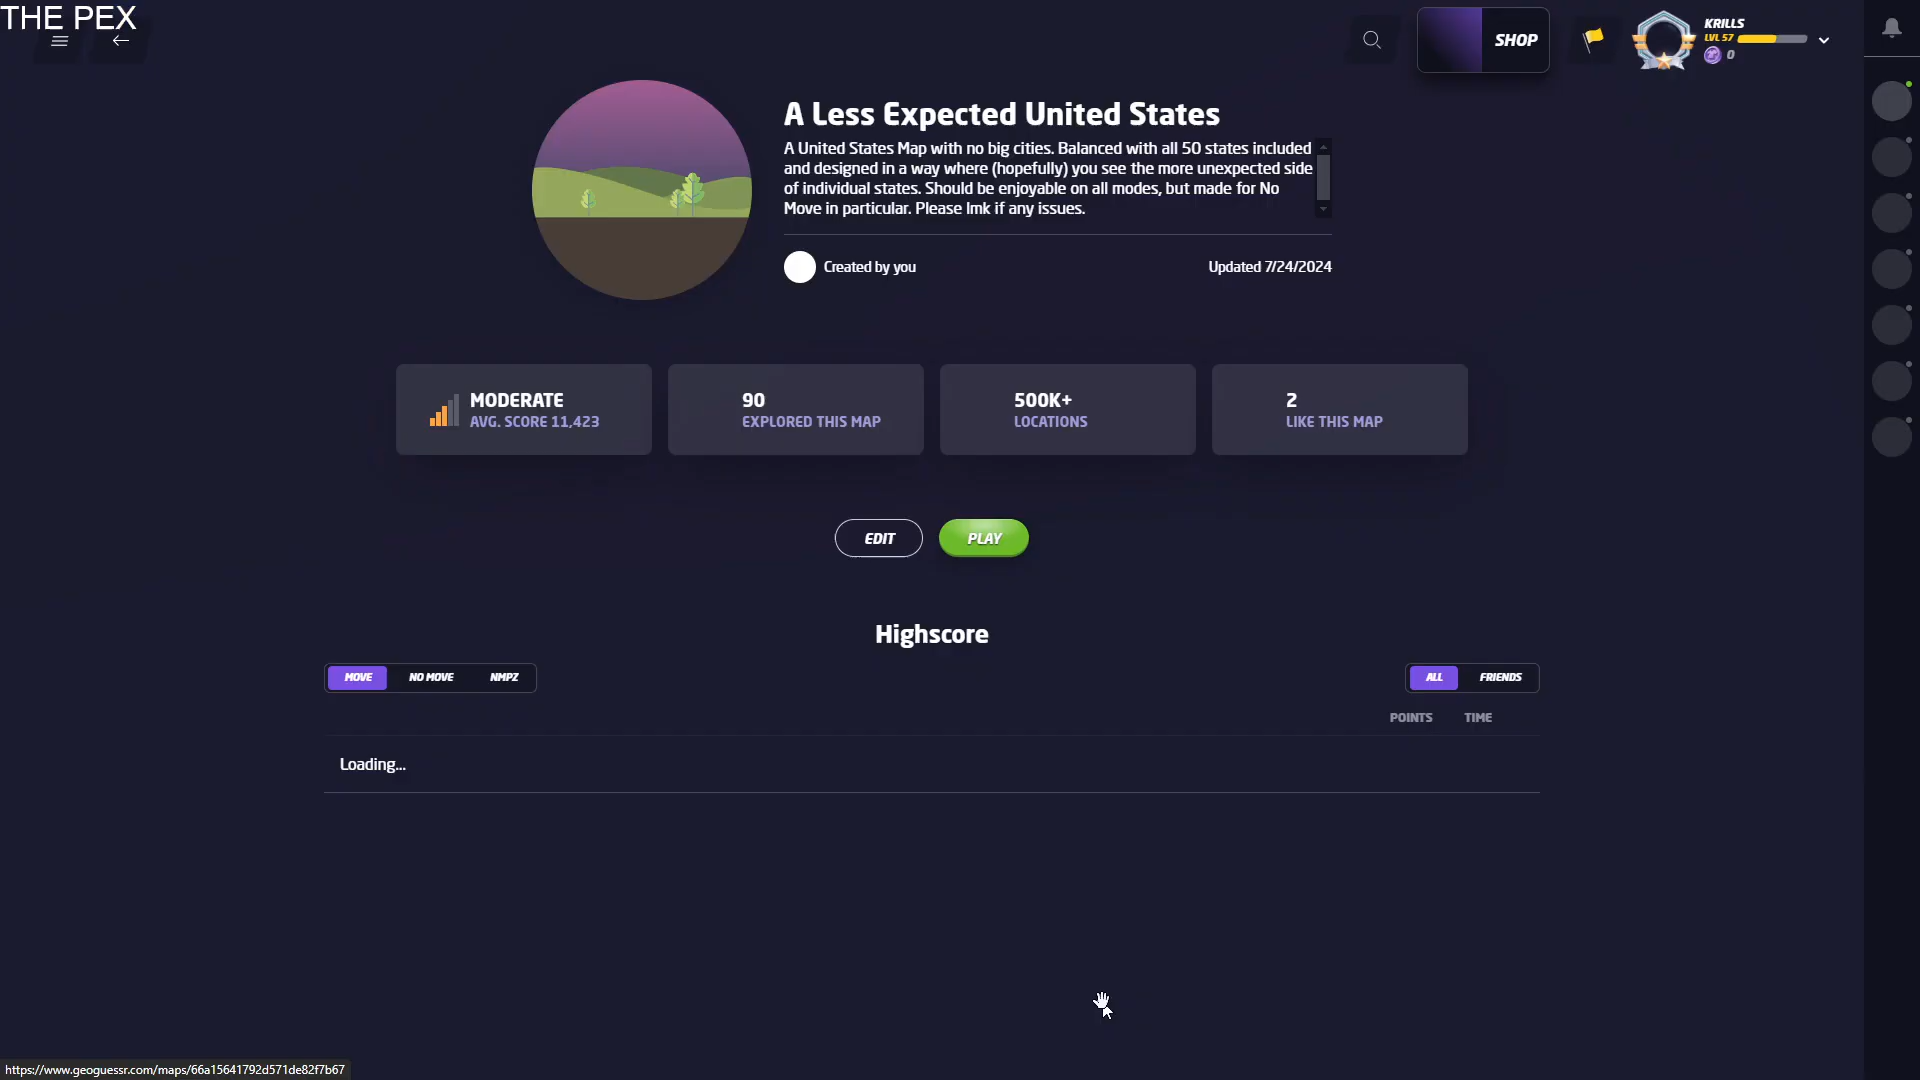 THE PEX
SHOP
KRILLS
LVL 57
0
A Less Expected United States
A United States Map with no big cities. Balanced with all 50 states included
and designed in a way where (hopefully) you see the more unexpected side
of individual states. Should be enjoyable on all modes, but made for No
Move in particular. Please lmk if any issues.
Created by you
Updated 7/24/2024
MODERATE
AVG. SCORE 11,423
90
EXPLORED THIS MAP
500K+
LOCATIONS
2
LIKE THIS MAP
EDIT
PLAY
Highscore
MOVE NO MOVE NMPZ
ALL FRIENDS
POINTS TIME
Loading...
https://www.geoguessr.com/maps/66a15641792d571de82f7b67